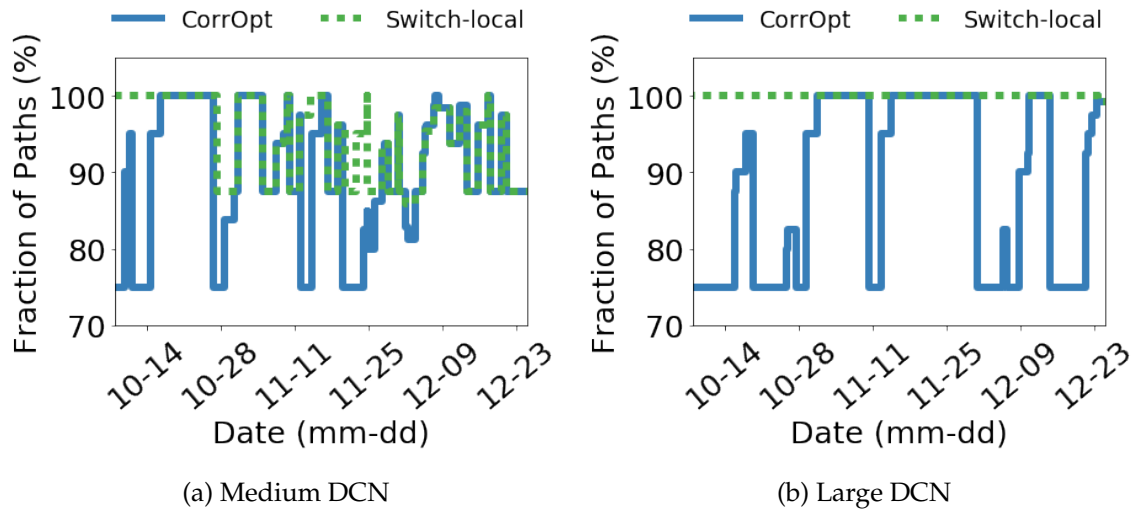 CorrOpt Switch-local
Fraction of Paths (%)
100
90
80
70
10-14
10-28
11-11
11-25
12-09
12-23
Date (mm-dd)
(a) Medium DCN
CorrOpt Switch-local
Fraction of Paths (%)
100
90
80
70
10-14
10-28
11-11
11-25
12-09
12-23
Date (mm-dd)
(b) Large DCN